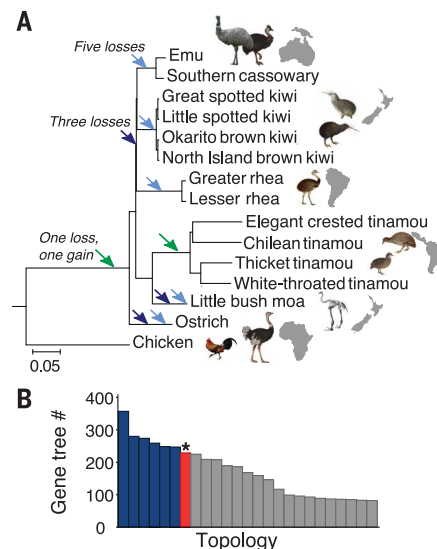 A
Five losses
Emu
Southern cassowary
Great spotted kiwi
Little spotted kiwi
Three losses
Okarito brown kiwi
North Island brown kiwi
Greater rhea
Lesser rhea
Elegant crested tinamou
One loss,
one gain
Chilean tinamou
Thicket tinamou
White-throated tinamou
Little bush moa
Ostrich
Chicken
0.05
B
400
300
200
100
0
Gene tree #
*
Topology